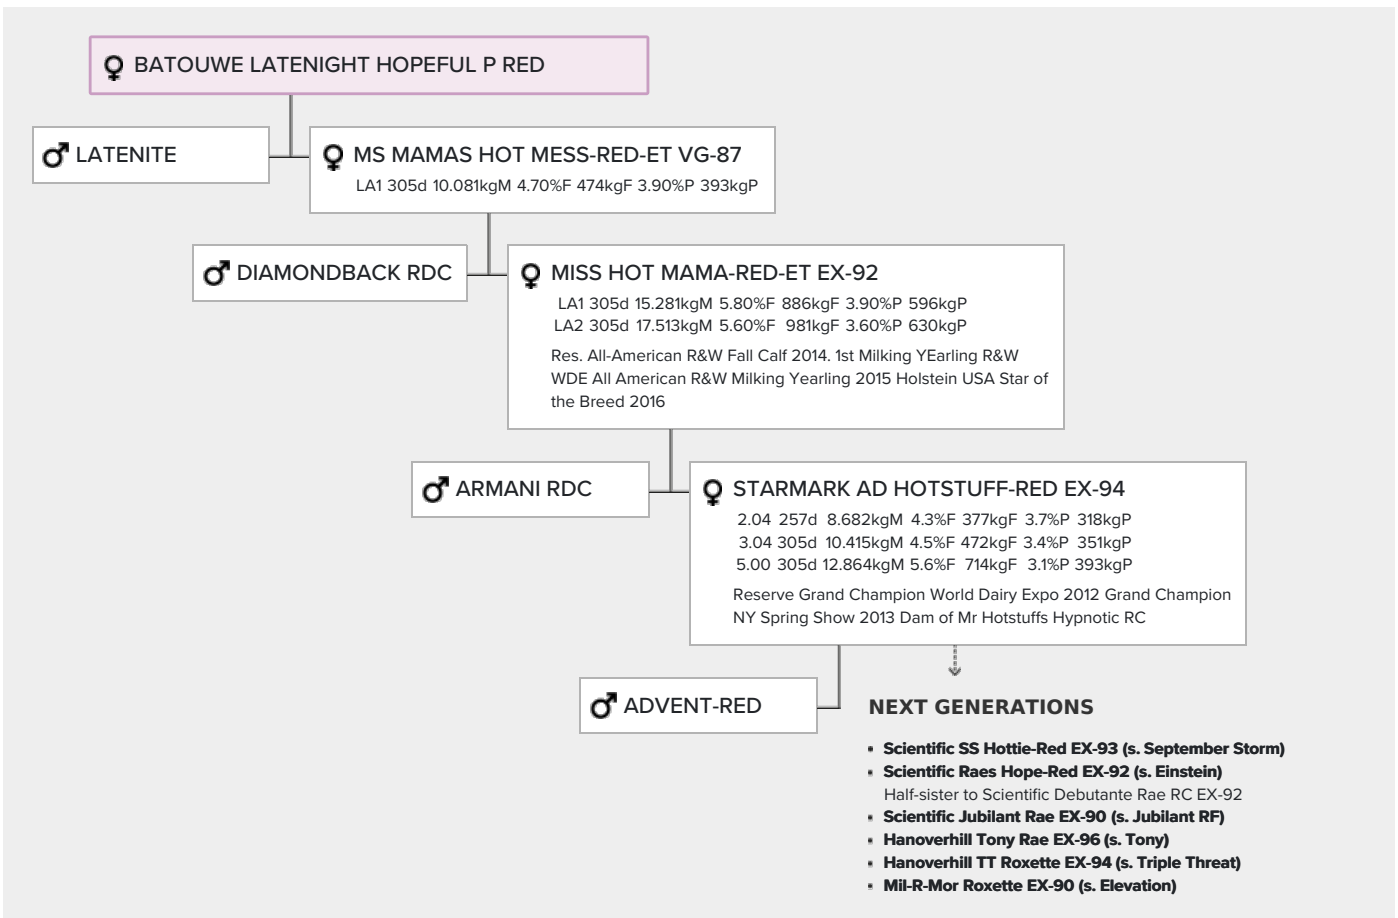 BATOUWE LATENIGHT HOPEFUL P RED
LATENITE
MS MAMAS HOT MESS-RED-ET VG-87
LA1 305d 10.081kgM 4.70%F 474kgF 3.90%P 393kgP
DIAMONDBACK RDC
MISS HOT MAMA-RED-ET EX-92
LA1 305d 15.281kgM 5.80%F 886kgF 3.90%P 596kgP
LA2 305d 17.513kgM 5.60%F 981kgF 3.60%P 630kgP
Res. All-American R&W Fall Calf 2014. 1st Milking YEarling R&W
WDE All American R&W Milking Yearling 2015 Holstein USA Star of
the Breed 2016
ARMANI RDC
STARMARK AD HOTSTUFF-RED EX-94
2.04 257d 8.682kgM 4.3%F 377kgF 3.7%P 318kgP
3.04 305d 10.415kgM 4.5%F 472kgF 3.4%P 351kgP
5.00 305d 12.864kgM 5.6%F 714kgF 3.1%P 393kgP
Reserve Grand Champion World Dairy Expo 2012 Grand Champion
NY Spring Show 2013 Dam of Mr Hotstuffs Hypnotic RC
ADVENT-RED
NEXT GENERATIONS
Scientific SS Hottie-Red EX-93 (s. September Storm)
Scientific Raes Hope-Red EX-92 (s. Einstein)
Half-sister to Scientific Debutante Rae RC EX-92
Scientific Jubilant Rae EX-90 (s. Jubilant RF)
Hanoverhill Tony Rae EX-96 (s. Tony)
Hanoverhill TT Roxette EX-94 (s. Triple Threat)
Mil-R-Mor Roxette EX-90 (s. Elevation)